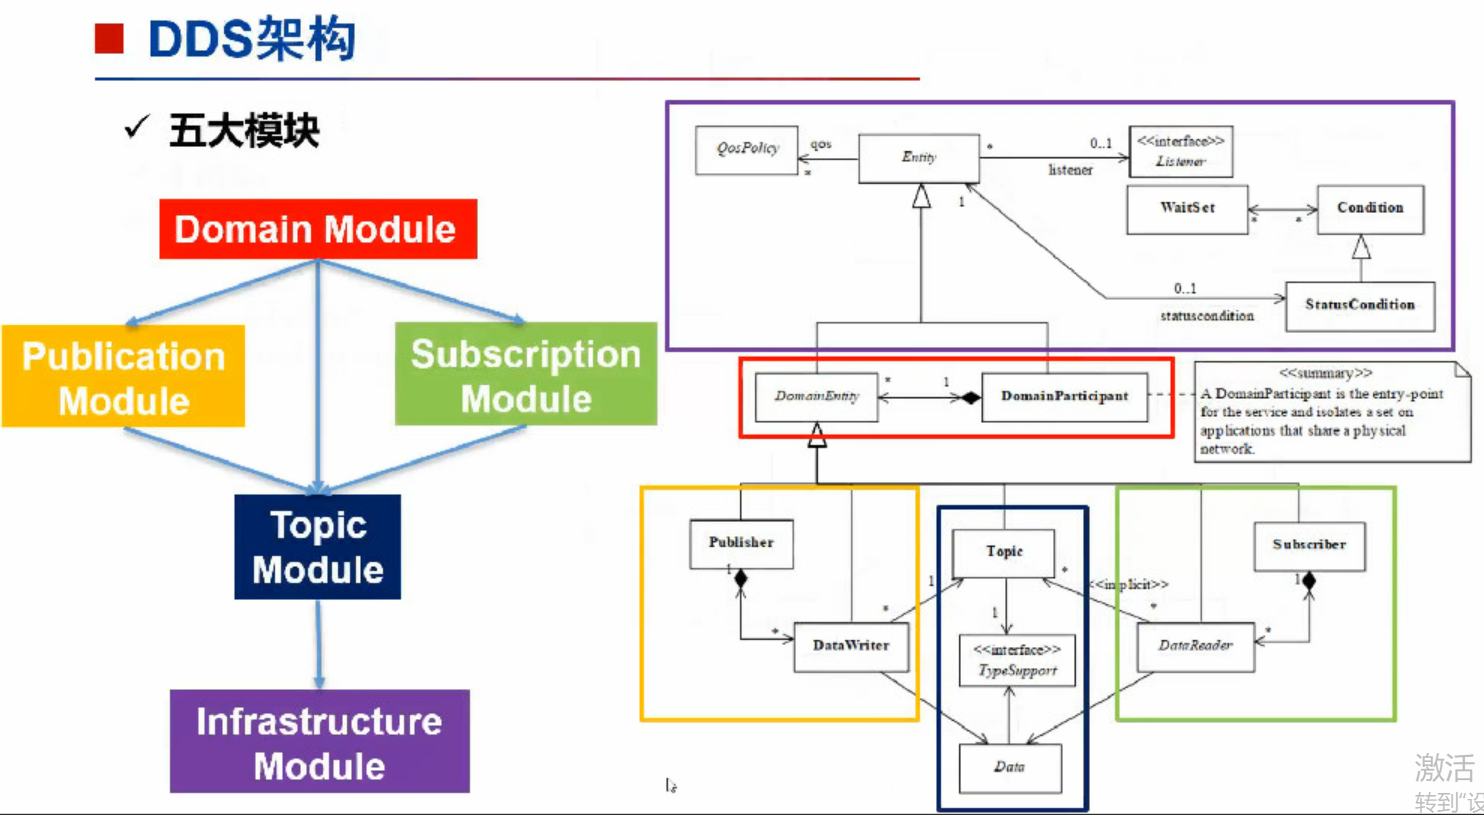 DDS架构
五大模块
Domain Module
Publication
Module
Subscription
Module
Topic
Module
Infrastructure
Module
QosPolicy
qos
*
Entity
*
0..1
listener
<<interface>>
Listener
1
WaitSet
*
*
Condition
0..1
statuscondition
StatusCondition
DomainEntity
*
1
DomainParticipant
<<summary>>
A DomainParticipant is the entry-point
for the service and isolates a set on
applications that share a physical
network.
Publisher
1
*
DataWriter
*
1
Topic
*
<<implicit>>
*
1
<<interface>>
TypeSupport
Data
Subscriber
1
*
DataReader
激活
转到"设